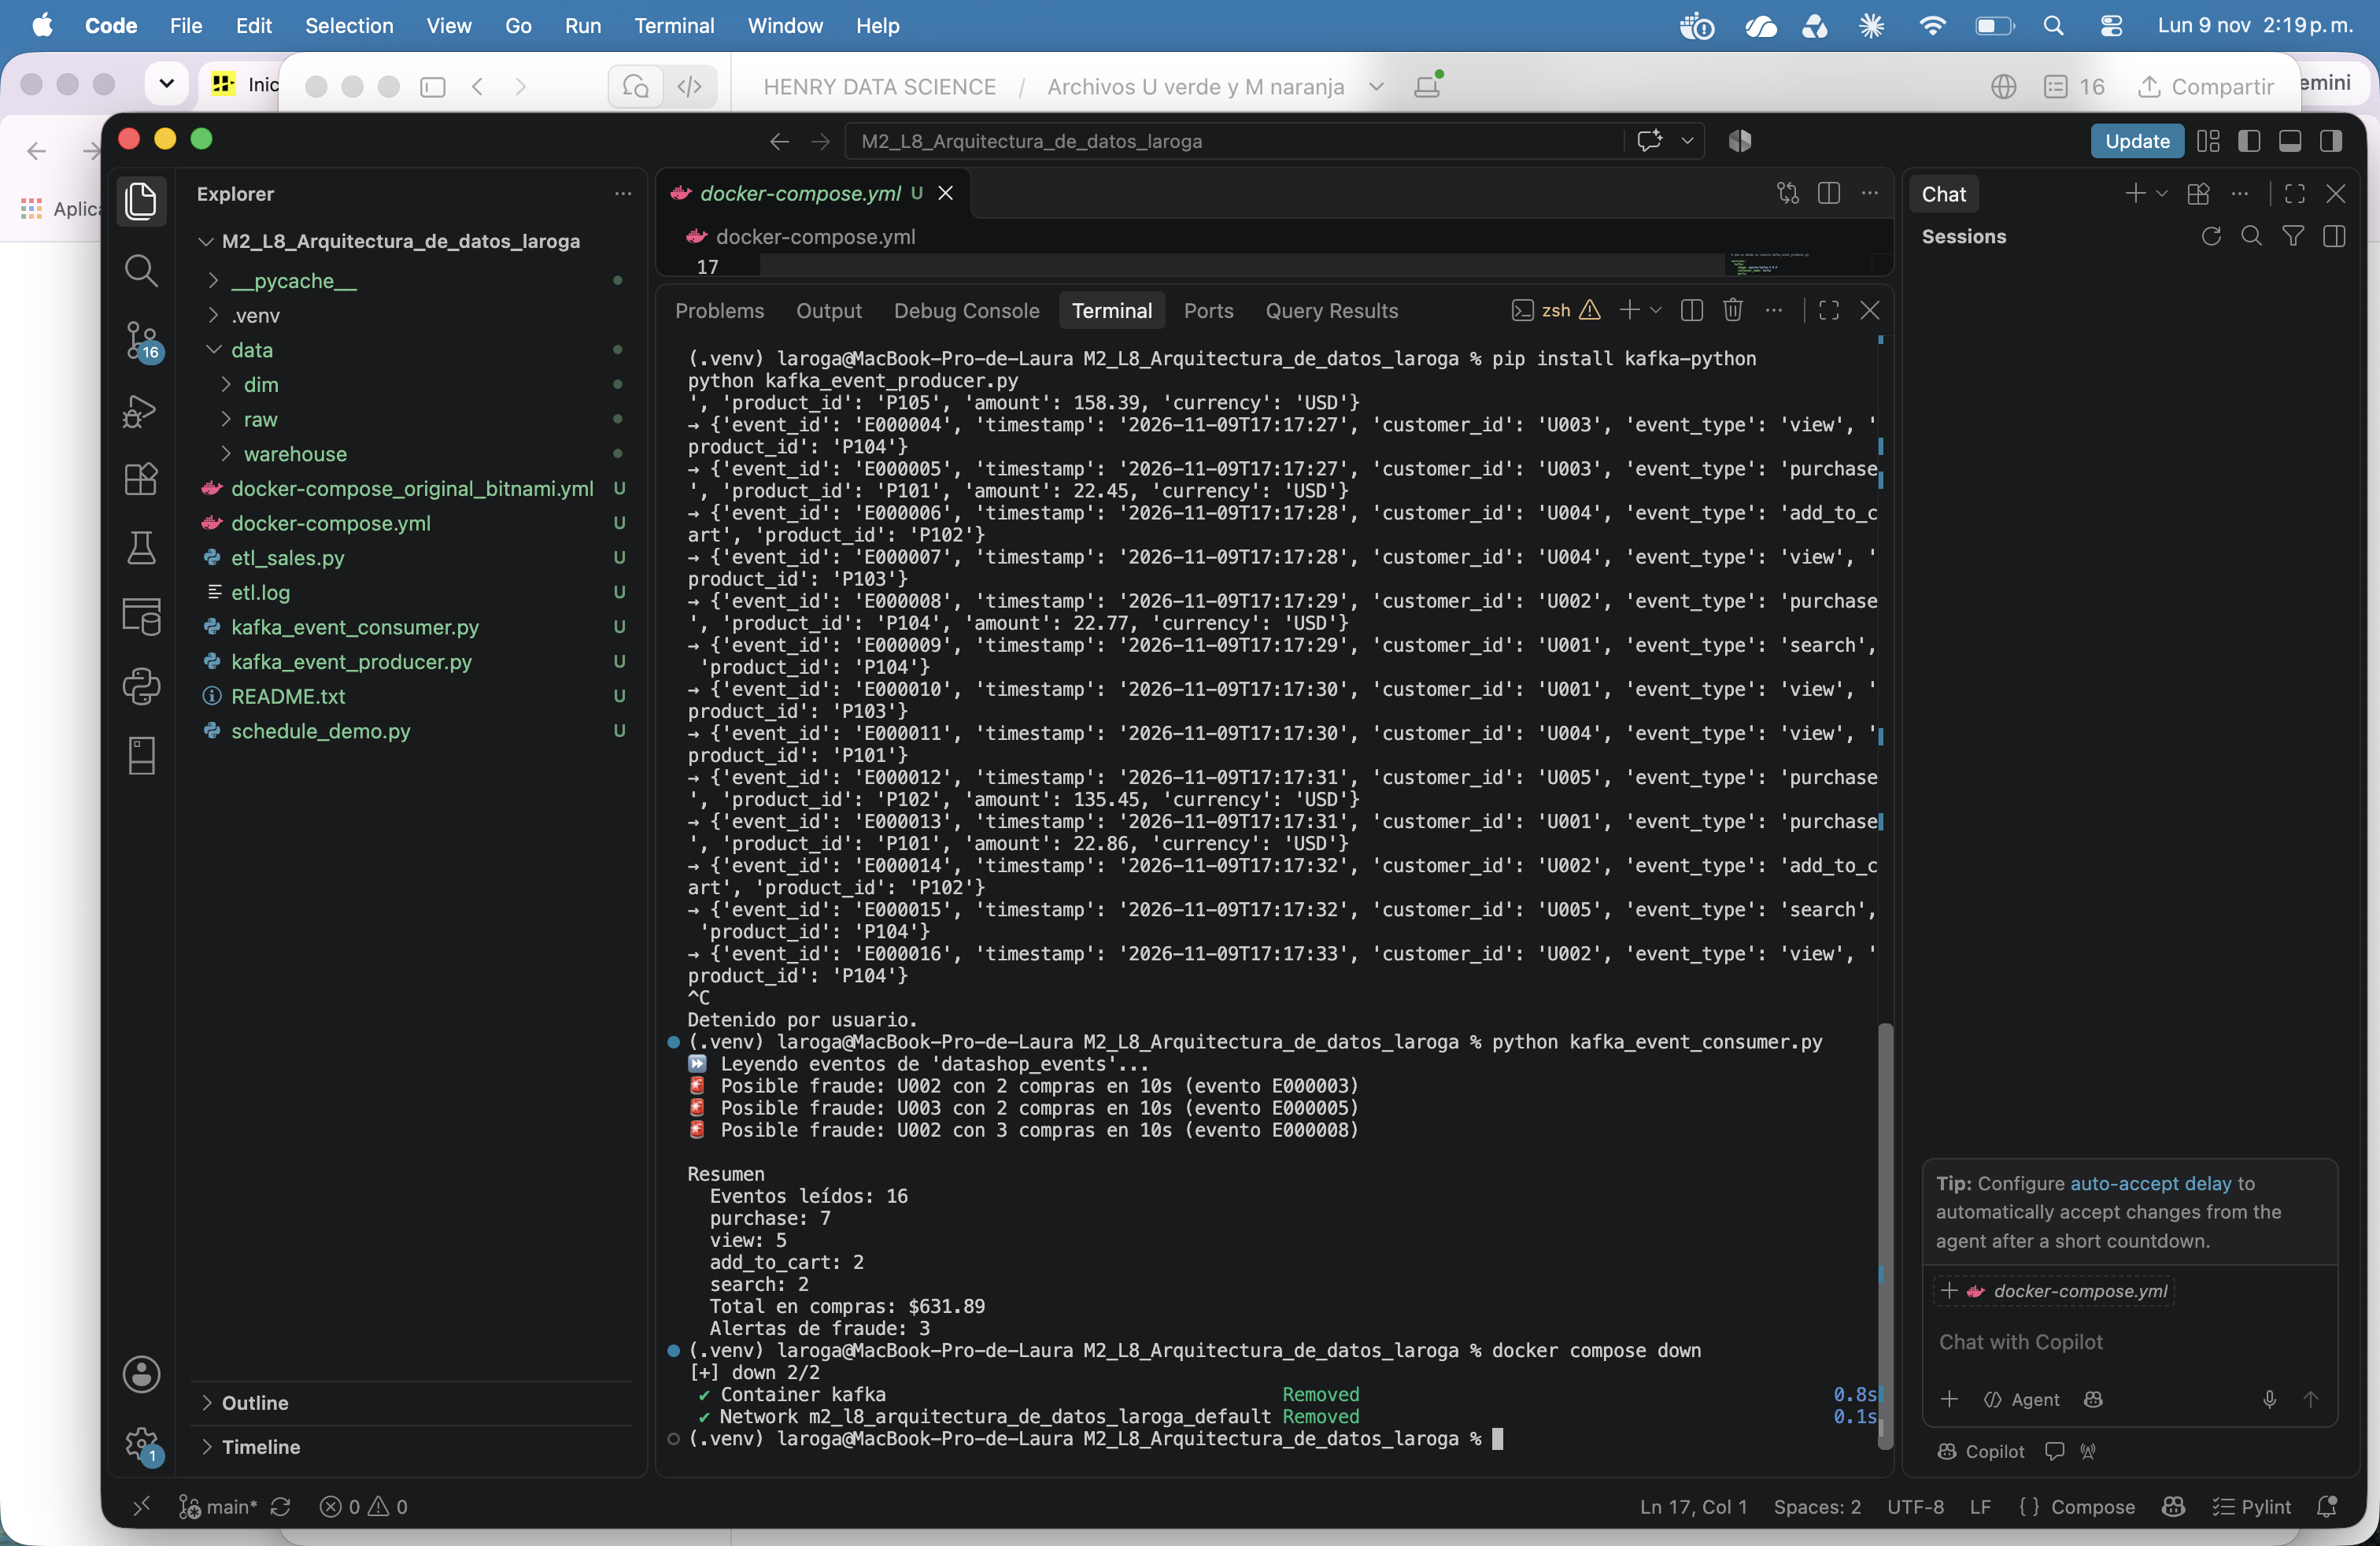 Code File Edit Selection View Go Run Terminal Window Help
Lun 9 nov 2:19 p. m.
Inic
HENRY DATA SCIENCE / Archivos U verde y M naranja
16 Compartir
emini
Aplica
M2_L8_Arquitectura_de_datos_laroga
Update
Explorer
M2_L8_Arquitectura_de_datos_laroga
__pycache__
.venv
data
dim
raw
warehouse
docker-compose_original_bitnami.yml U
docker-compose.yml U
etl_sales.py U
etl.log U
kafka_event_consumer.py U
kafka_event_producer.py U
README.txt U
schedule_demo.py U
16
Outline
Timeline
1
docker-compose.yml U
docker-compose.yml
17
Problems Output Debug Console Terminal Ports Query Results
zsh
(.venv) laroga@MacBook-Pro-de-Laura M2_L8_Arquitectura_de_datos_laroga % pip install kafka-python
python kafka_event_producer.py
', 'product_id': 'P105', 'amount': 158.39, 'currency': 'USD'}
→ {'event_id': 'E000004', 'timestamp': '2026-11-09T17:17:27', 'customer_id': 'U003', 'event_type': 'view', '
product_id': 'P104'}
→ {'event_id': 'E000005', 'timestamp': '2026-11-09T17:17:27', 'customer_id': 'U003', 'event_type': 'purchase
', 'product_id': 'P101', 'amount': 22.45, 'currency': 'USD'}
→ {'event_id': 'E000006', 'timestamp': '2026-11-09T17:17:28', 'customer_id': 'U004', 'event_type': 'add_to_c
art', 'product_id': 'P102'}
→ {'event_id': 'E000007', 'timestamp': '2026-11-09T17:17:28', 'customer_id': 'U004', 'event_type': 'view', '
product_id': 'P103'}
→ {'event_id': 'E000008', 'timestamp': '2026-11-09T17:17:29', 'customer_id': 'U002', 'event_type': 'purchase
', 'product_id': 'P104', 'amount': 22.77, 'currency': 'USD'}
→ {'event_id': 'E000009', 'timestamp': '2026-11-09T17:17:29', 'customer_id': 'U001', 'event_type': 'search',
'product_id': 'P104'}
→ {'event_id': 'E000010', 'timestamp': '2026-11-09T17:17:30', 'customer_id': 'U001', 'event_type': 'view', '
product_id': 'P103'}
→ {'event_id': 'E000011', 'timestamp': '2026-11-09T17:17:30', 'customer_id': 'U004', 'event_type': 'view', '
product_id': 'P101'}
→ {'event_id': 'E000012', 'timestamp': '2026-11-09T17:17:31', 'customer_id': 'U005', 'event_type': 'purchase
', 'product_id': 'P102', 'amount': 135.45, 'currency': 'USD'}
→ {'event_id': 'E000013', 'timestamp': '2026-11-09T17:17:31', 'customer_id': 'U001', 'event_type': 'purchase
', 'product_id': 'P101', 'amount': 22.86, 'currency': 'USD'}
→ {'event_id': 'E000014', 'timestamp': '2026-11-09T17:17:32', 'customer_id': 'U002', 'event_type': 'add_to_c
art', 'product_id': 'P102'}
→ {'event_id': 'E000015', 'timestamp': '2026-11-09T17:17:32', 'customer_id': 'U005', 'event_type': 'search',
'product_id': 'P104'}
→ {'event_id': 'E000016', 'timestamp': '2026-11-09T17:17:33', 'customer_id': 'U002', 'event_type': 'view', '
product_id': 'P104'}
^C
Detenido por usuario.
(.venv) laroga@MacBook-Pro-de-Laura M2_L8_Arquitectura_de_datos_laroga % python kafka_event_consumer.py
⏩ Leyendo eventos de 'datashop_events'...
🚨 Posible fraude: U002 con 2 compras en 10s (evento E000003)
🚨 Posible fraude: U003 con 2 compras en 10s (evento E000005)
🚨 Posible fraude: U002 con 3 compras en 10s (evento E000008)
Resumen
Eventos leídos: 16
purchase: 7
view: 5
add_to_cart: 2
search: 2
Total en compras: $631.89
Alertas de fraude: 3
(.venv) laroga@MacBook-Pro-de-Laura M2_L8_Arquitectura_de_datos_laroga % docker compose down
[+] down 2/2
✔ Container kafka Removed 0.8s
✔ Network m2_l8_arquitectura_de_datos_laroga_default Removed 0.1s
(.venv) laroga@MacBook-Pro-de-Laura M2_L8_Arquitectura_de_datos_laroga %
Chat
Sessions
Tip: Configure auto-accept delay to
automatically accept changes from the
agent after a short countdown.
docker-compose.yml
Chat with Copilot
Agent
Copilot
main* 0 0
Ln 17, Col 1 Spaces: 2 UTF-8 LF {} Compose Pylint